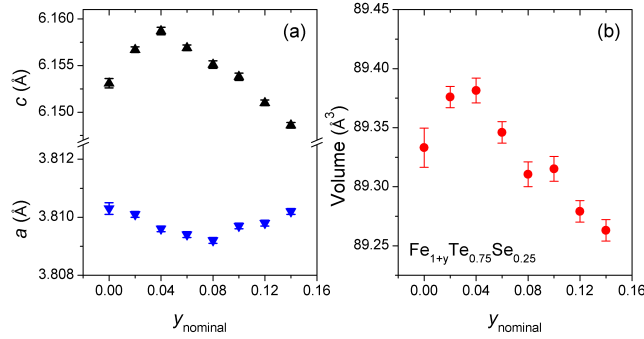 (a)
c (Å)
6.160
6.155
6.150
3.812
a (Å)
3.810
3.808
0.00 0.04 0.08 0.12 0.16
y nominal
(b)
Volume (Å³)
89.45
89.40
89.35
89.30
89.25
Fe1+yTe0.75Se0.25
0.00 0.04 0.08 0.12 0.16
y nominal